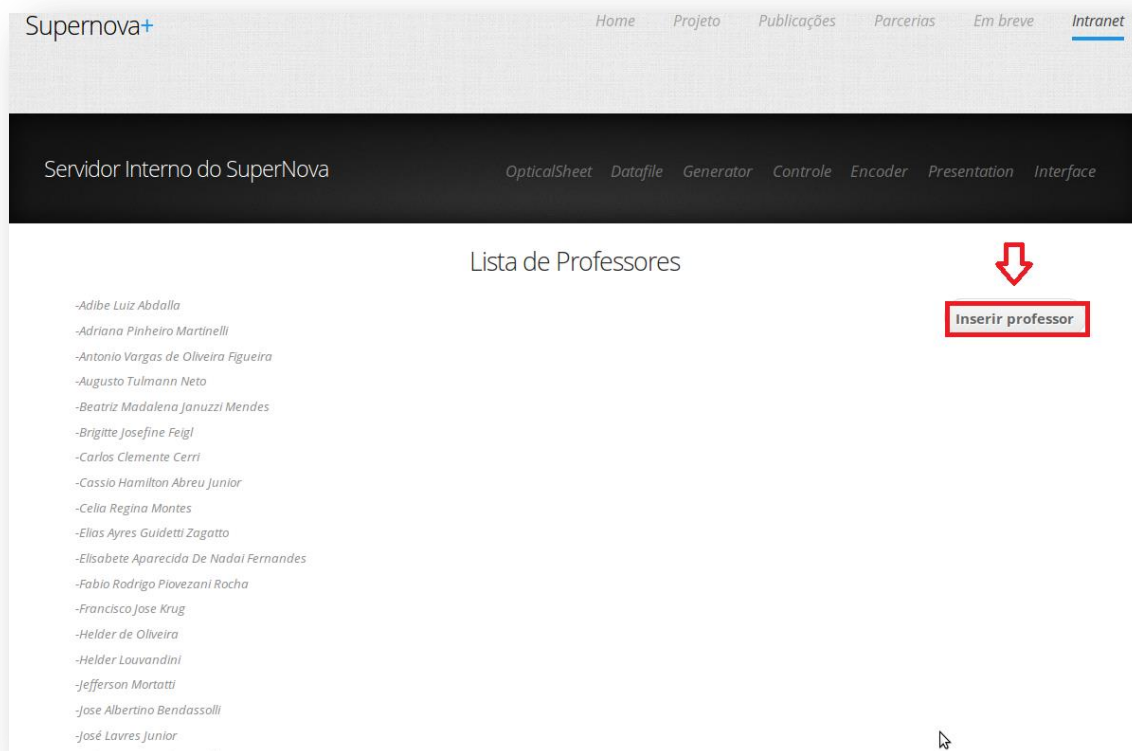 Supernova+
Home Projeto Publicações Parcerias Em breve Intranet
Servidor Interno do SuperNova
OpticalSheet Datafile Generator Controle Encoder Presentation Interface
Lista de Professores
Inserir professor
-Adibe Luiz Abdalla
-Adriana Pinheiro Martinelli
-Antonio Vargas de Oliveira Figueira
-Augusto Tulmann Neto
-Beatriz Madalena Januzzi Mendes
-Brigitte Josefine Feigl
-Carlos Clemente Cerri
-Cassio Hamilton Abreu Junior
-Celia Regina Montes
-Elias Ayres Guidetti Zagatto
-Elisabete Aparecida De Nadai Fernandes
-Fabio Rodrigo Piovezani Rocha
-Francisco Jose Krug
-Helder de Oliveira
-Helder Louvandini
-Jefferson Mortatti
-Jose Albertino Bendassolli
-José Lavres Junior